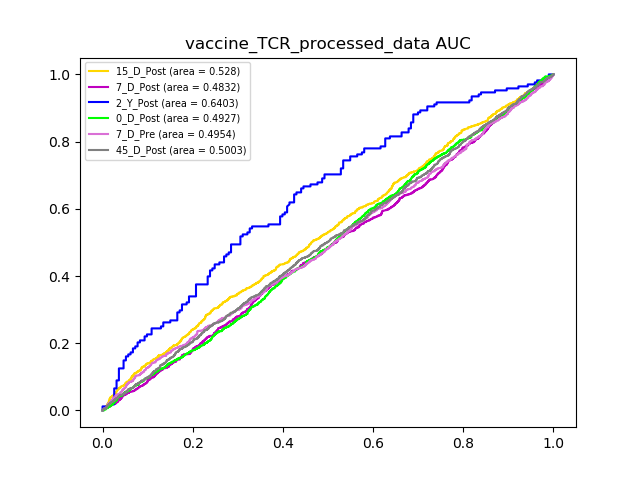 vaccine_TCR_processed_data AUC
1.0
0.8
0.6
0.4
0.2
0.0
15_D_Post (area = 0.528)
7_D_Post (area = 0.4832)
2_Y_Post (area = 0.6403)
0_D_Post (area = 0.4927)
7_D_Pre (area = 0.4954)
45_D_Post (area = 0.5003)
0.0 0.2 0.4 0.6 0.8 1.0